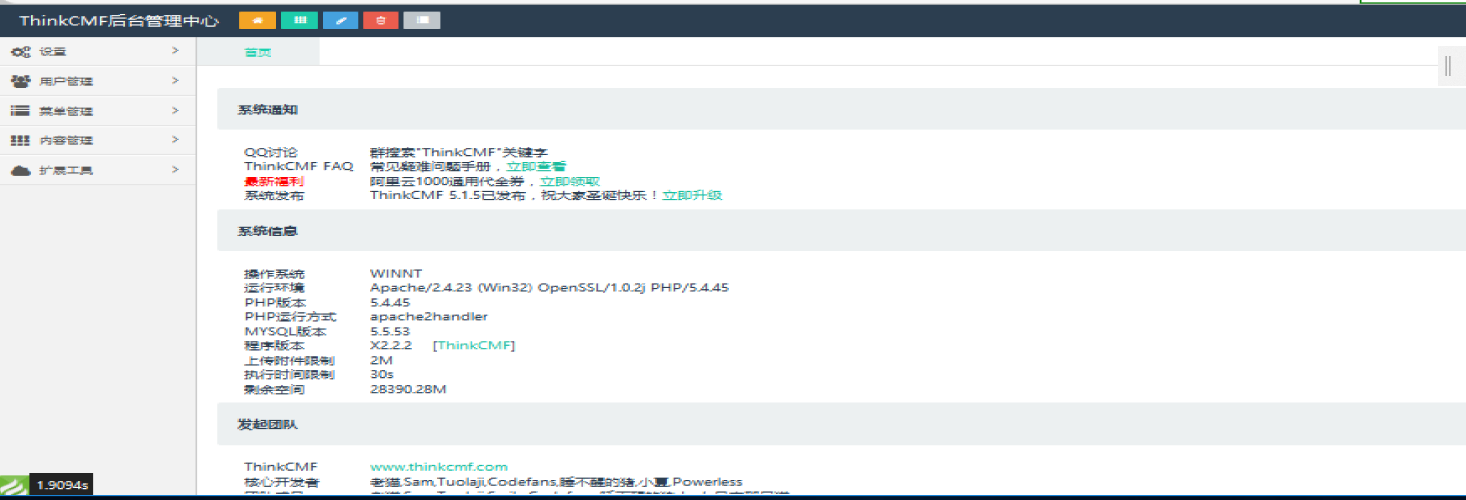 ThinkCMF后台管理中心
设置 >
首页
用户管理 >
菜单管理 >
内容管理 >
扩展工具 >
系统通知
QQ讨论 群搜索"ThinkCMF"关键字
ThinkCMF FAQ 常见疑难问题手册，立即查看
最新福利 阿里云1000通用代金券，立即领取
系统发布 ThinkCMF 5.1.5已发布，祝大家圣诞快乐！立即升级
系统信息
操作系统 WINNT
运行环境 Apache/2.4.23 (Win32) OpenSSL/1.0.2j PHP/5.4.45
PHP版本 5.4.45
PHP运行方式 apache2handler
MYSQL版本 5.5.53
程序版本 X2.2.2 [ThinkCMF]
上传附件限制 2M
执行时间限制 30s
剩余空间 28390.28M
发起团队
ThinkCMF www.thinkcmf.com
核心开发者 老猫,Sam,Tuolaji,Codefans,睡不醒的猪,小夏,Powerless
1.9094s